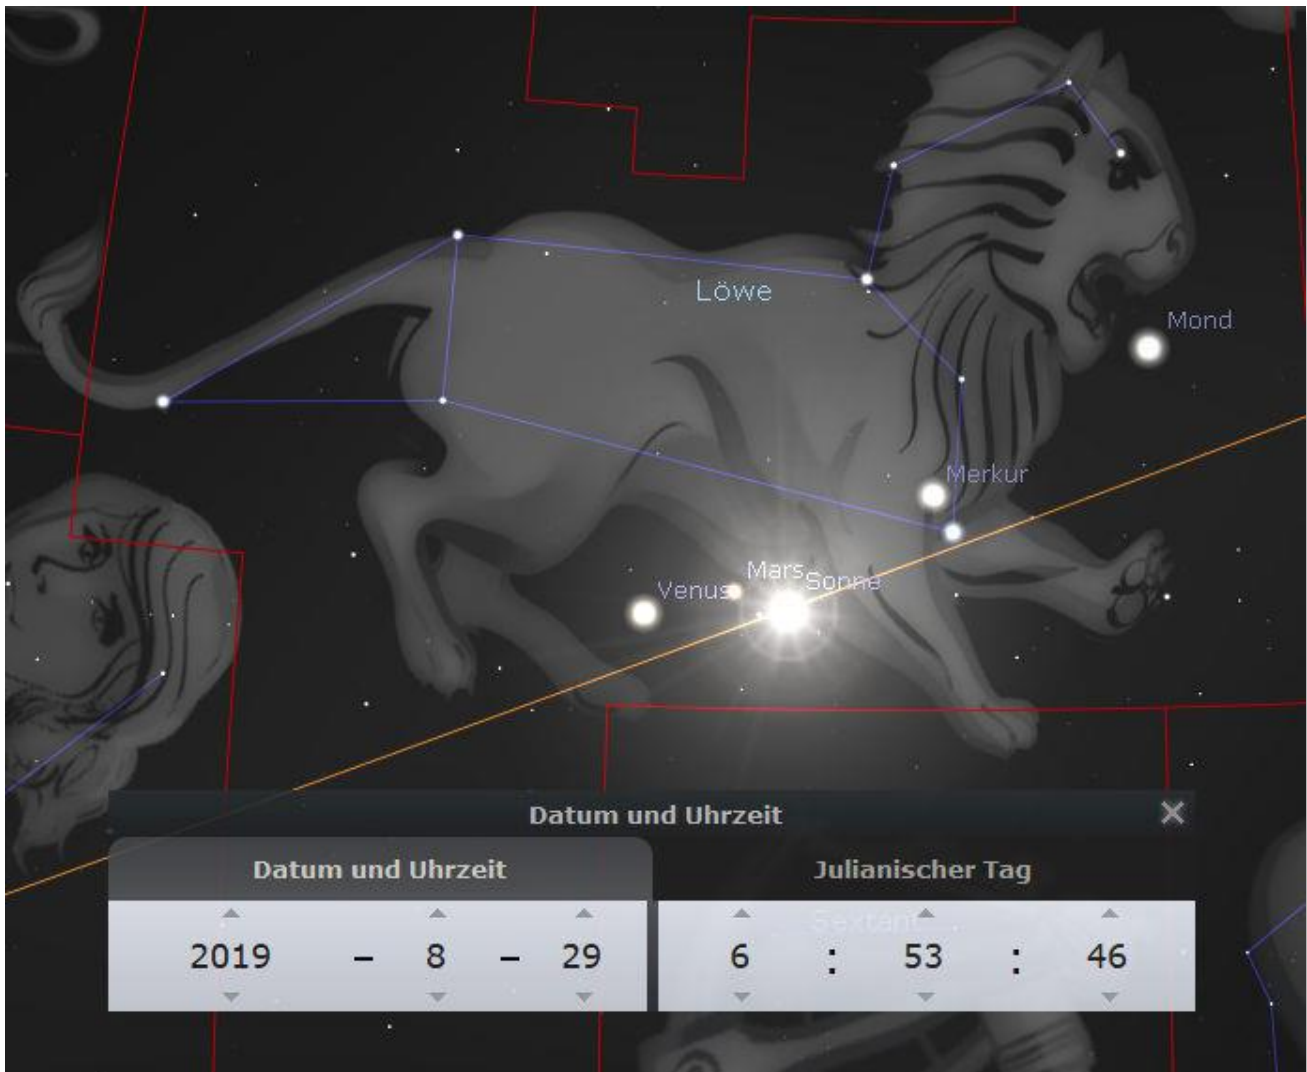 Löwe
Mond
Merkur
Mars
Sonne
Venus
Datum und Uhrzeit
Datum und Uhrzeit
Julianischer Tag
Sextant
2019 – 8 – 29 6 : 53 : 46